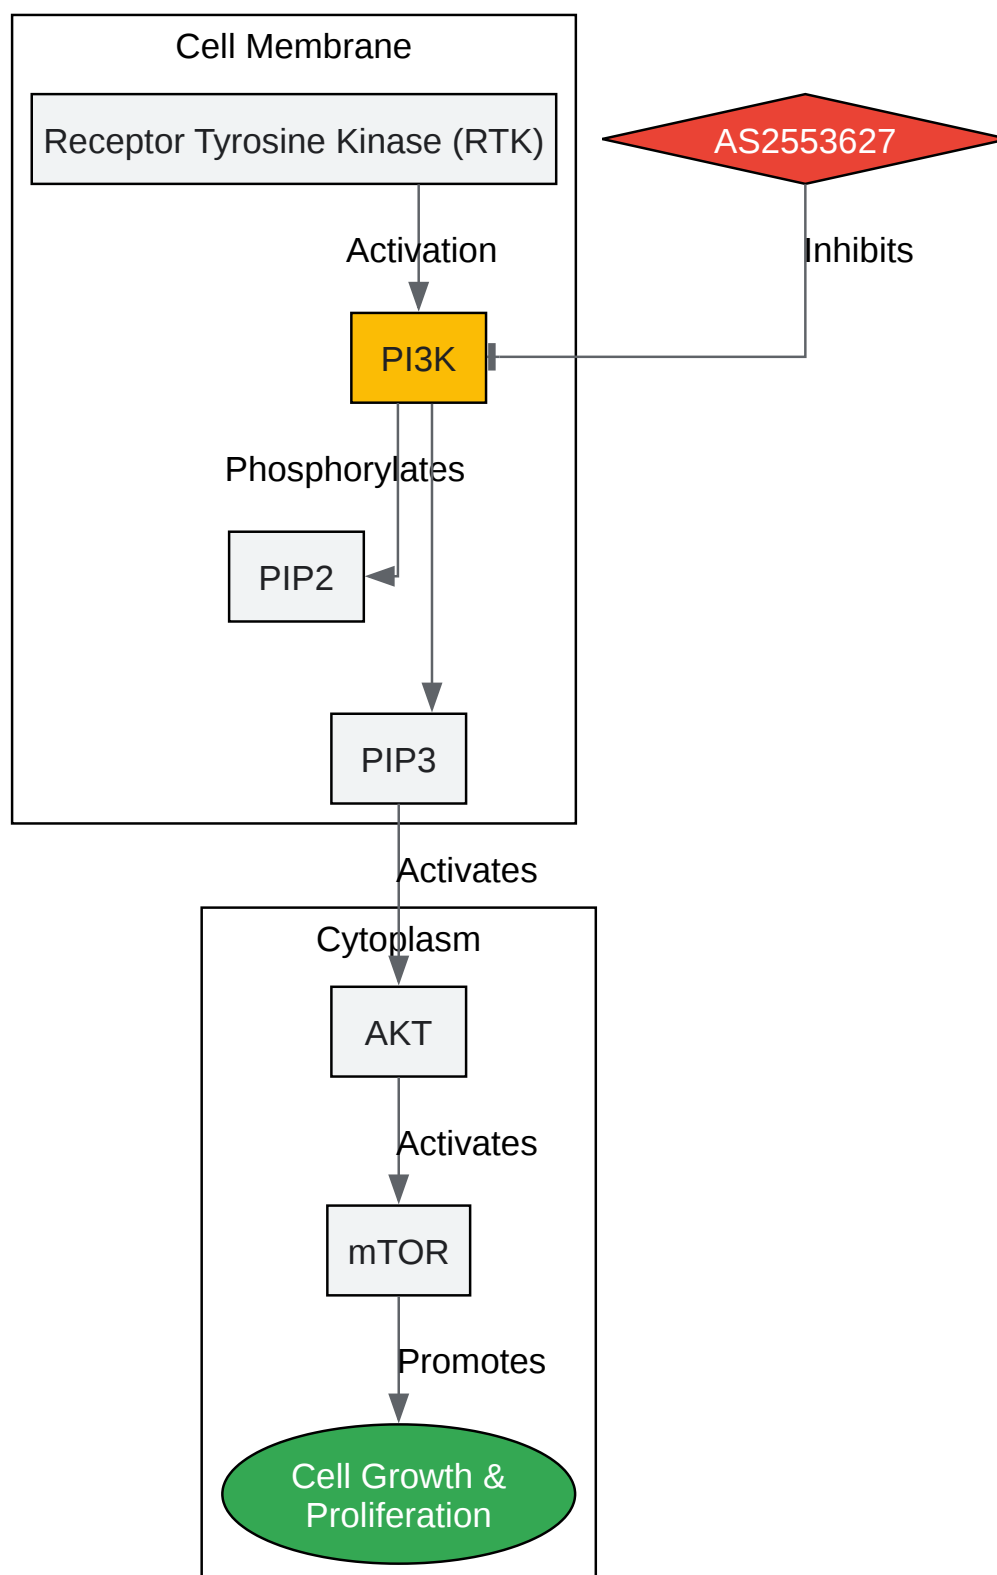 Cell Membrane
Receptor Tyrosine Kinase (RTK)
AS2553627
Activation
Inhibits
PI3K
Phosphorylates
PIP2
PIP3
Activates
Cytoplasm
AKT
Activates
mTOR
Promotes
Cell Growth &
Proliferation